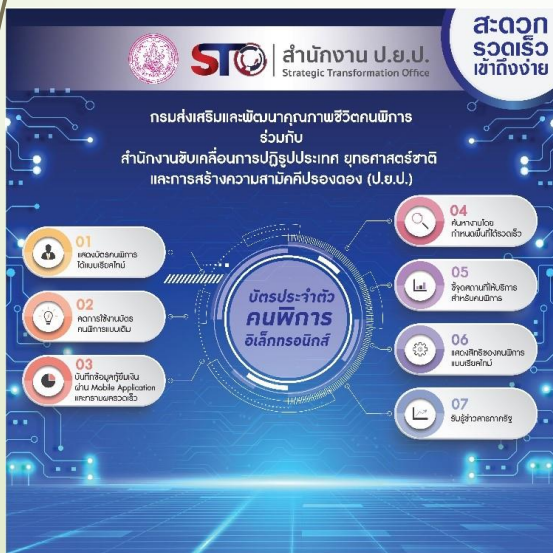 STO
สำนักงาน ป.ย.ป.
Strategic Transformation Office
สะดวก
รวดเร็ว
เข้าถึงง่าย
กรมส่งเสริมและพัฒนาคุณภาพชีวิตคนพิการ
ร่วมกับ
สำนักงานขับเคลื่อนการปฏิรูปประเทศ ยุทธศาสตร์ชาติ
และการสร้างความสามัคคีปรองดอง (ป.ย.ป.)
บัตรประจำตัว
คนพิการ
อิเล็กทรอนิกส์
01
แสดงบัตรคนพิการ
ได้แบบเรียลไทม์
02
ลดการใช้งานบัตร
คนพิการแบบเดิม
03
บันทึกข้อมูลกู้ยืมเงิน
ผ่าน Mobile Application
และทราบผลรวดเร็ว
04
ค้นหางานโดย
กำหนดพื้นที่ได้รวดเร็ว
05
ชี้จุดสถานที่ให้บริการ
สำหรับคนพิการ
06
แสดงสิทธิของคนพิการ
แบบเรียลไทม์
07
รับรู้ข่าวสารภาครัฐ